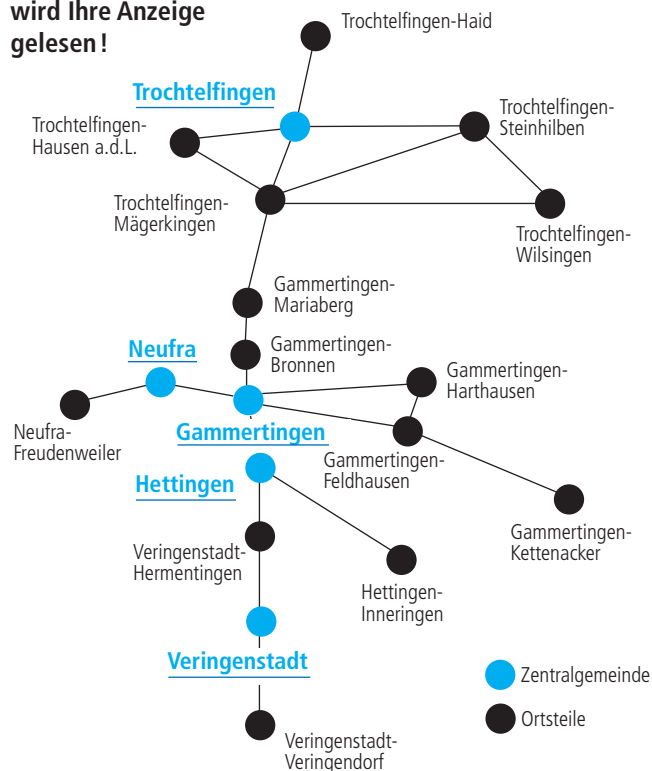 wird Ihre Anzeige
gelesen !
Trochtelfingen-Haid
Trochtelfingen
Trochtelfingen-
Steinhilben
Trochtelfingen-
Hausen a.d.L.
Trochtelfingen-
Mägerkingen
Trochtelfingen-
Wilsingen
Gammertingen-
Mariaberg
Neufra
Gammertingen-
Bronnen
Gammertingen-
Harthausen
Neufra-
Freudenweiler
Gammertingen
Gammertingen-
Feldhausen
Hettingen
Gammertingen-
Kettenacker
Veringenstadt-
Hermentingen
Hettingen-
Inneringen
Veringenstadt
Zentralgemeinde
Ortsteile
Veringenstadt-
Veringendorf